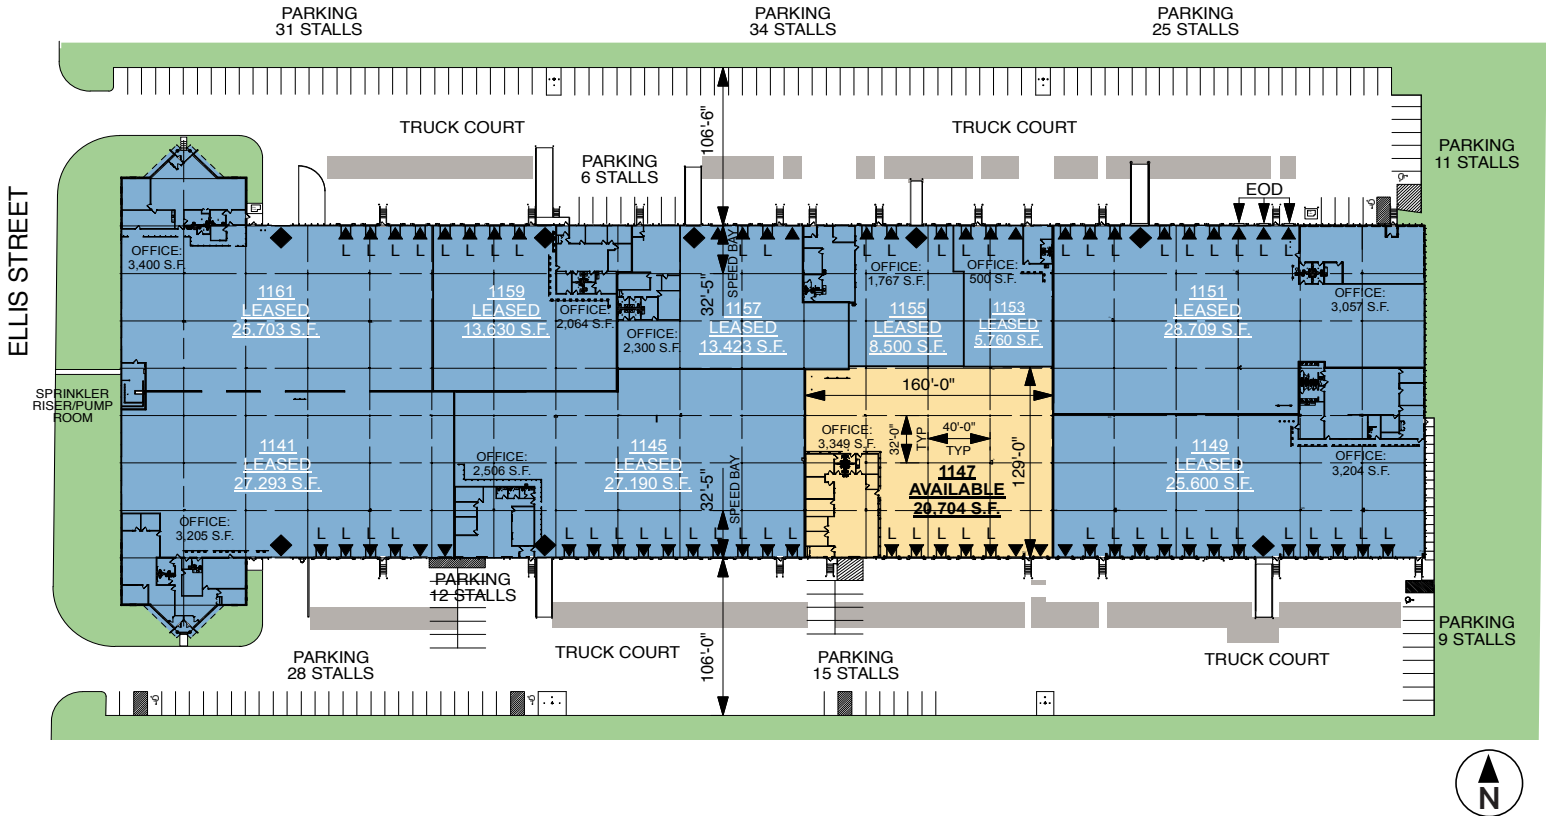 PARKING
31 STALLS
PARKING
34 STALLS
PARKING
25 STALLS
TRUCK COURT
106'-6"
TRUCK COURT
PARKING
6 STALLS
PARKING
11 STALLS
EOD
ELLIS STREET
OFFICE:
3,400 S.F.
L L L L
L L L L
L L L
L L
L L
L L L L L L L L L
SPEED BAY
32'-5"
1161
LEASED
25,703 S.F.
1159
LEASED
13,630 S.F.
OFFICE:
2,064 S.F.
OFFICE:
2,300 S.F.
1157
LEASED
13,423 S.F.
OFFICE:
1,767 S.F.
1155
LEASED
8,500 S.F.
OFFICE:
500 S.F.
1153
LEASED
5,760 S.F.
1151
LEASED
28,709 S.F.
OFFICE:
3,057 S.F.
SPRINKLER
RISER/PUMP
ROOM
160'-0"
1141
LEASED
27,293 S.F.
OFFICE:
2,506 S.F.
1145
LEASED
27,190 S.F.
32'-5"
SPEED BAY
OFFICE:
3,349 S.F.
32'-0"
TYP
40'-0"
TYP
129'-0"
1147
AVAILABLE
20,704 S.F.
1149
LEASED
25,600 S.F.
OFFICE:
3,204 S.F.
OFFICE:
3,205 S.F.
L L L L
L L L L L L L L L
L L L L L
L L L L L L L L L L L L
PARKING
12 STALLS
PARKING
28 STALLS
TRUCK COURT
106'-0"
PARKING
15 STALLS
TRUCK COURT
PARKING
9 STALLS
N